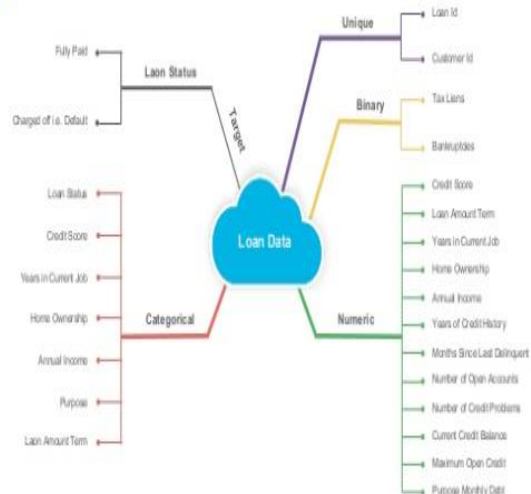 Unique
Loan Id
Customer Id
Binary
Tax Liens
Bankruptcies
Fully Paid
Laon Status
Charged off i.e. Default
Target
Loan Data
Categorical
Loan Status
Credit Score
Years in Current Job
Home Ownership
Annual Income
Purpose
Laon Amount Term
Numeric
Credit Score
Loan Amount Term
Years in Current Job
Home Ownership
Annual Income
Years of Credit History
Months Since Last Delinquent
Number of Open Accounts
Number of Credit Problems
Current Credit Balance
Maximum Open Credit
Purpose Monthly Debt